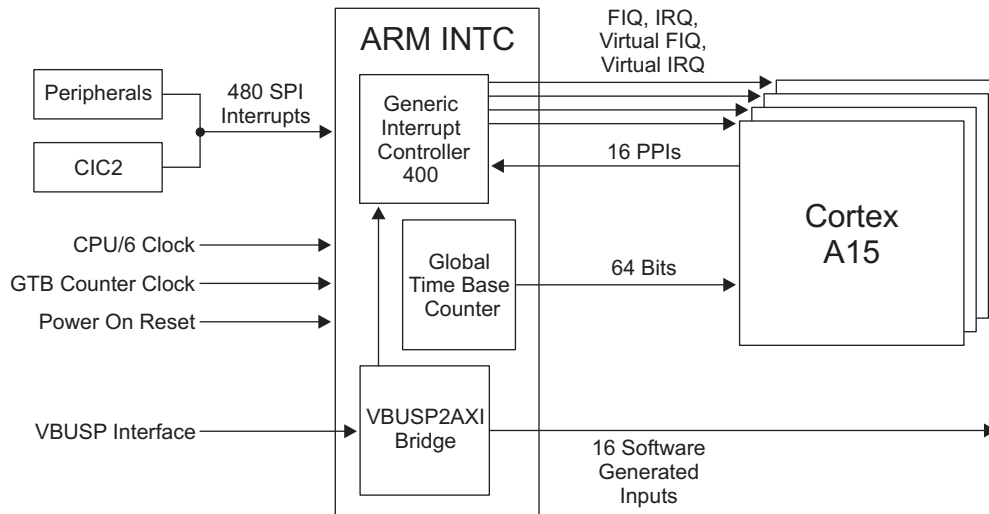 ARM INTC
FIQ, IRQ,
Virtual FIQ,
Virtual IRQ
Peripherals
480 SPI
Interrupts
CIC2
Generic
Interrupt
Controller
400
16 PPIs
Cortex
A15
CPU/6 Clock
GTB Counter Clock
Power On Reset
Global
Time Base
Counter
64 Bits
VBUSP Interface
VBUSP2AXI
Bridge
16 Software
Generated
Inputs